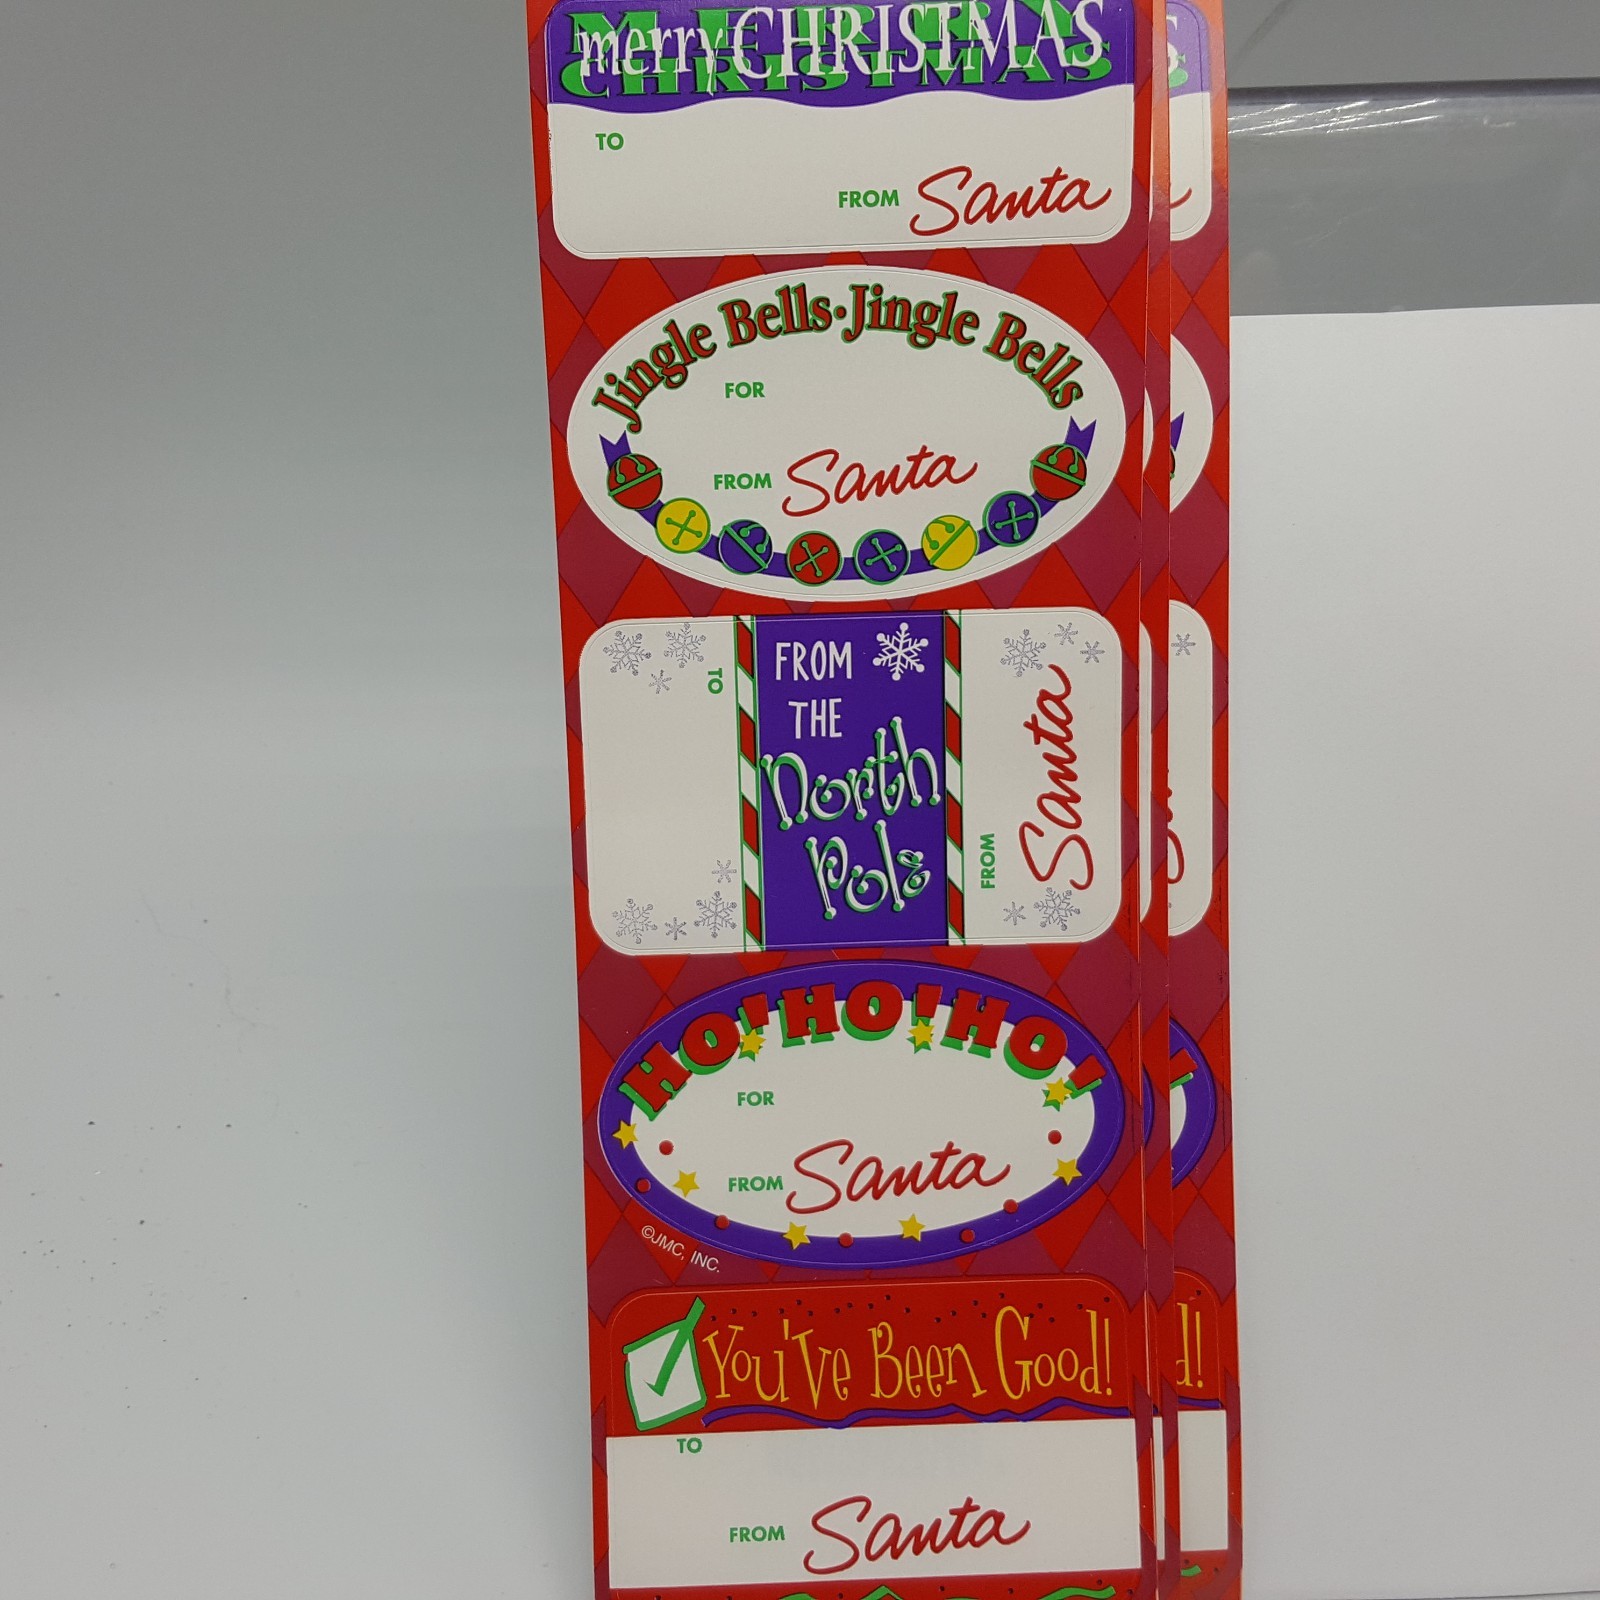 MERRY
CHRISTMAS
merry CHRISTMAS
S
TO
FROM Santa
Jingle Bells·Jingle Bells
FOR
FROM Santa
FROM
THE
North
Pole
TO
FROM Santa
HO! HO! HO!
FOR
FROM Santa
©JMC, INC.
You've Been Good!
d!
TO
FROM Santa